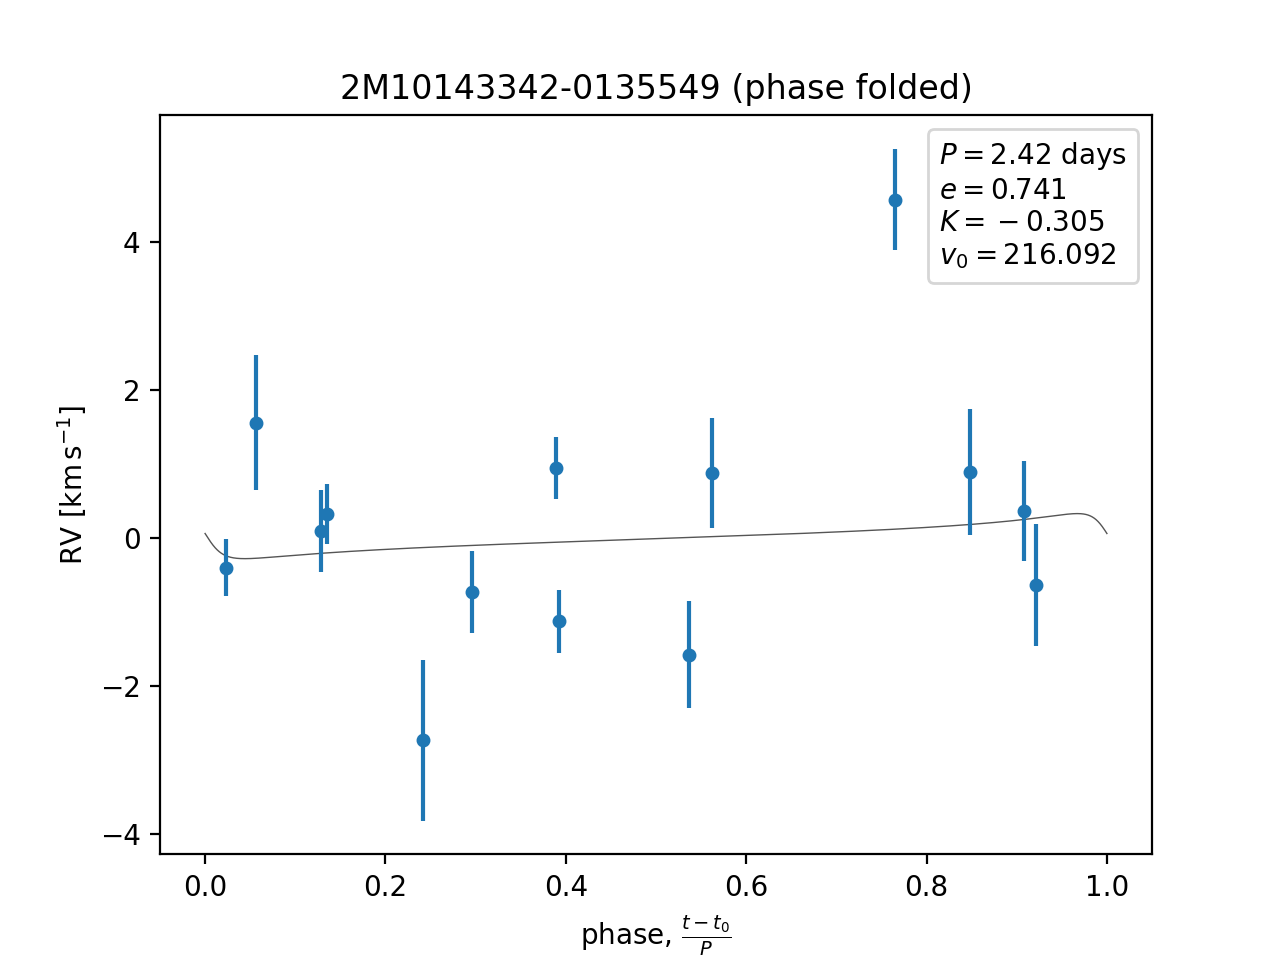 2M10143342-0135549 (phase folded)
P = 2.42 days
e = 0.741
K = −0.305
v₀ = 216.092
RV [km s⁻¹]
4
2
0
−2
−4
0.0 0.2 0.4 0.6 0.8 1.0
phase, (t − t₀)/P